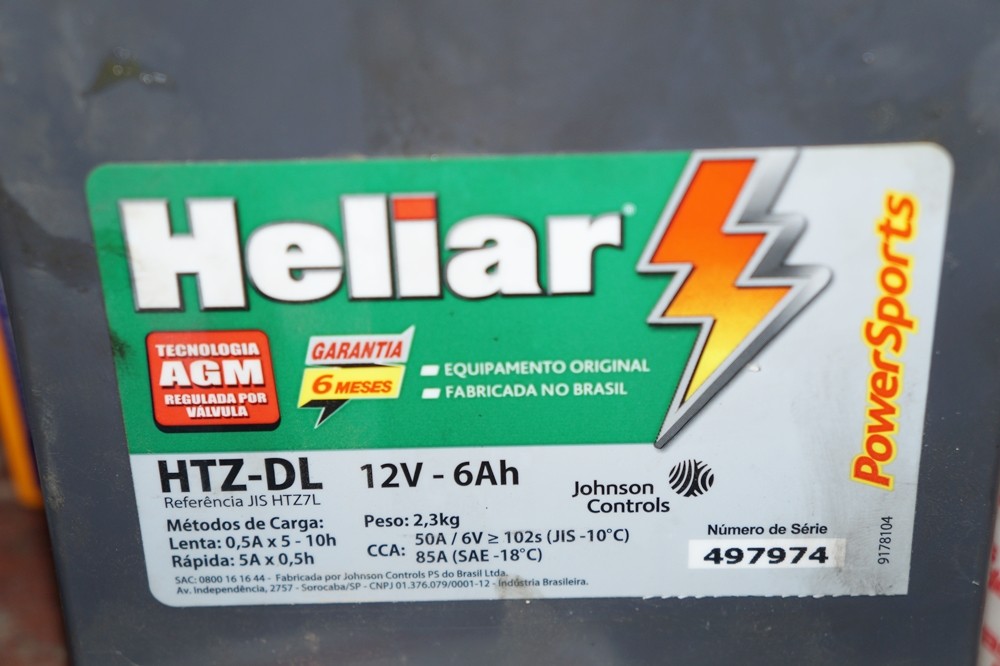 Heliar
TECNOLOGIA
AGM
REGULADA POR
VÁLVULA
GARANTIA
6 MESES
EQUIPAMENTO ORIGINAL
FABRICADA NO BRASIL
PowerSports
HTZ-DL 12V - 6Ah
Referência JIS HTZ7L
Métodos de Carga:
Lenta: 0,5A x 5 - 10h
Rápida: 5A x 0,5h
Peso: 2,3kg
CCA: 50A / 6V ≥ 102s (JIS -10°C)
85A (SAE -18°C)
Johnson
Controls
Número de Série
497974
9178104
SAC: 0800 16 16 44 - Fabricada por Johnson Controls PS do Brasil Ltda.
Av. Independência, 2757 - Sorocaba/SP - CNPJ 01.376.079/0001-12 - Indústria Brasileira.